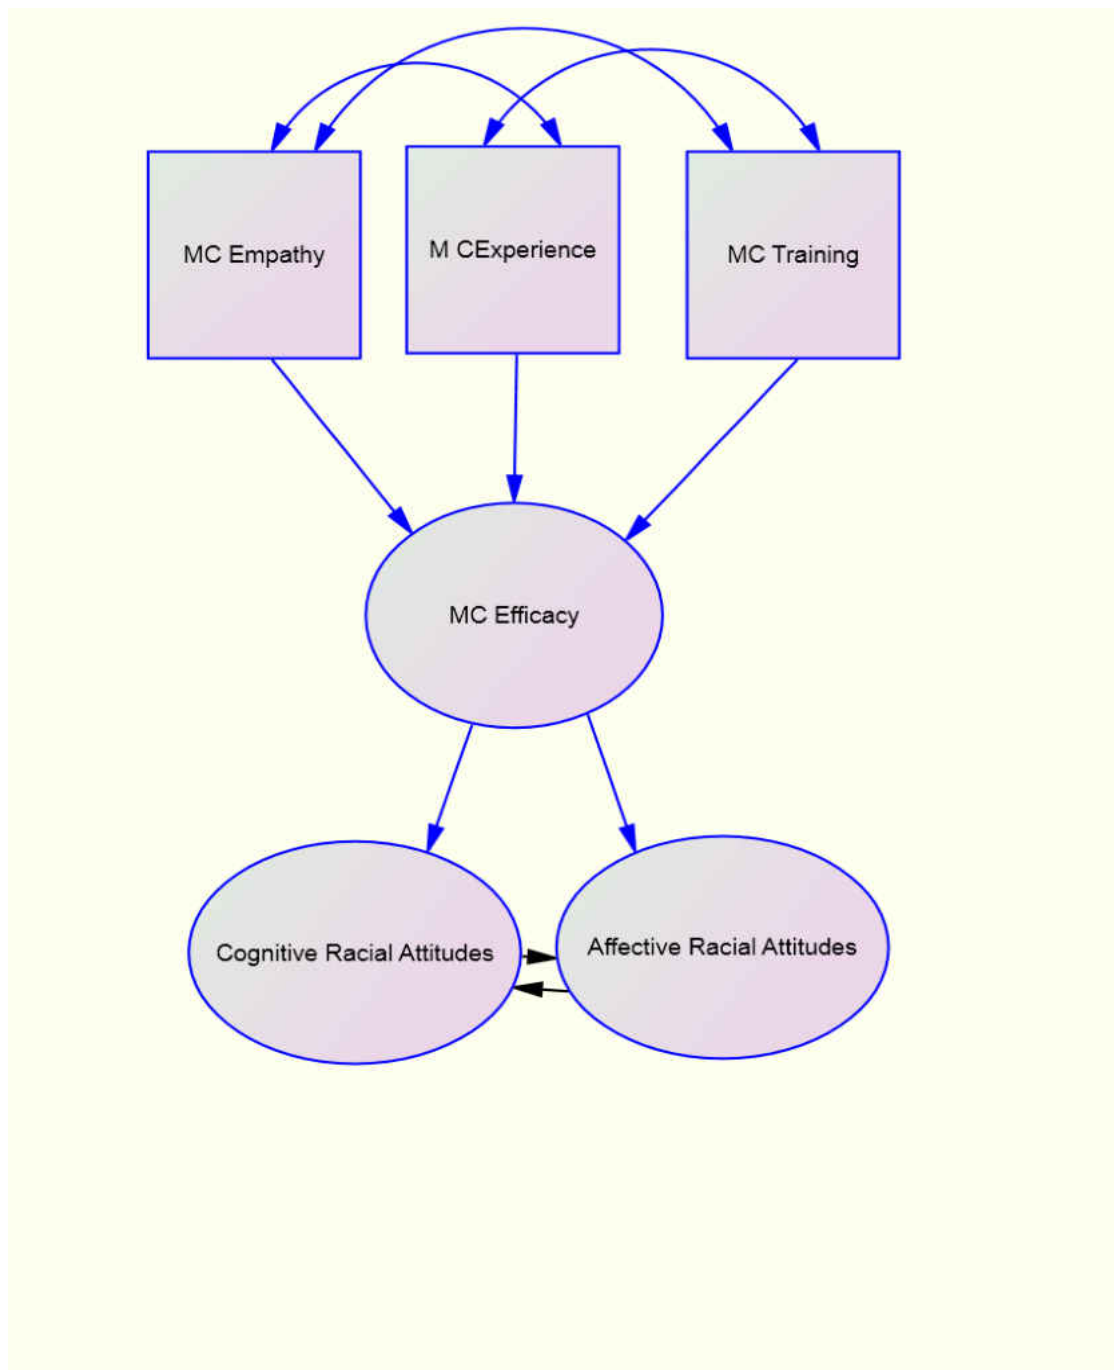 MC Empathy
M CExperience
MC Training
MC Efficacy
Cognitive Racial Attitudes
Affective Racial Attitudes